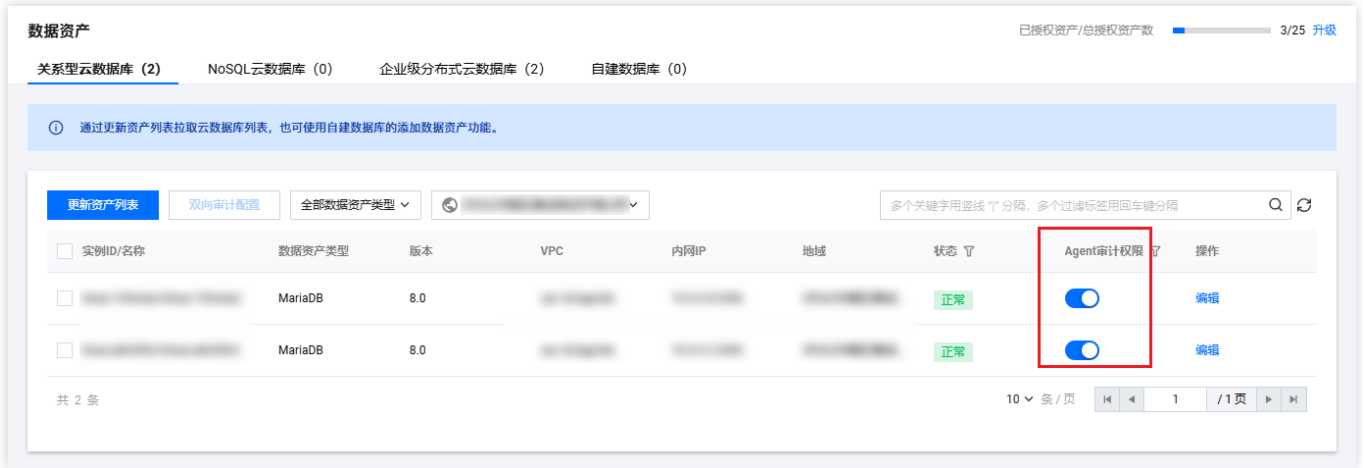 数据资产
已授权资产/总授权资产数 3/25 升级
关系型云数据库（2） NoSQL云数据库（0） 企业级分布式云数据库（2） 自建数据库（0）
通过更新资产列表拉取云数据库列表，也可使用自建数据库的添加数据资产功能。
更新资产列表 双向审计配置 全部数据资产类型 多个关键字用竖线 "|" 分隔，多个过滤标签用回车键分隔
实例ID/名称 数据资产类型 版本 VPC 内网IP 地域 状态 Agent审计权限 操作
MariaDB 8.0 正常 编辑
MariaDB 8.0 正常 编辑
共 2 条 10 条 / 页 1 / 1 页